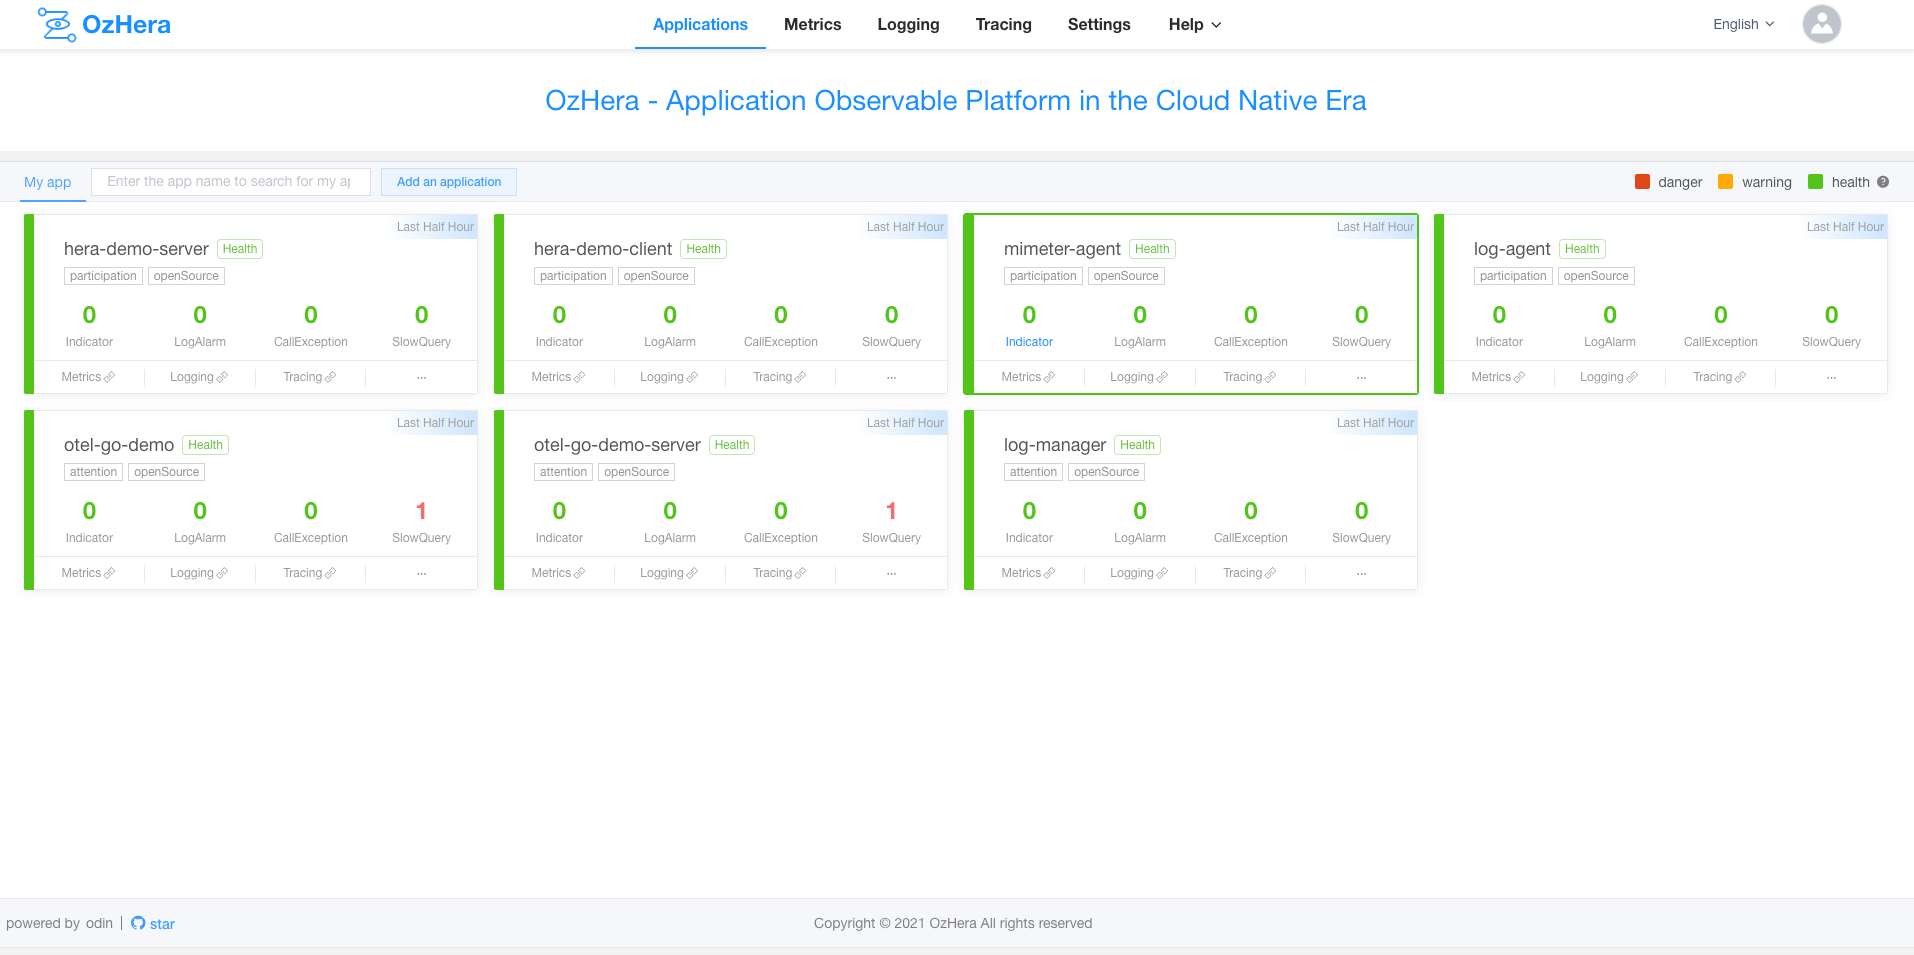 OzHera Applications Metrics Logging Tracing Settings Help English
OzHera - Application Observable Platform in the Cloud Native Era
My app Enter the app name to search for my ap Add an application danger warning health ?
Last Half Hour Last Half Hour Last Half Hour Last Half Hour
hera-demo-server Health hera-demo-client Health mimeter-agent Health log-agent Health
participation openSource participation openSource participation openSource participation openSource
0 0 0 0 0 0 0 0 0 0 0 0 0 0 0 0
Indicator LogAlarm CallException SlowQuery Indicator LogAlarm CallException SlowQuery Indicator LogAlarm CallException SlowQuery Indicator LogAlarm CallException SlowQuery
Metrics Logging Tracing ... Metrics Logging Tracing ... Metrics Logging Tracing ... Metrics Logging Tracing ...
Last Half Hour Last Half Hour Last Half Hour
otel-go-demo Health otel-go-demo-server Health log-manager Health
attention openSource attention openSource attention openSource
0 0 0 1 0 0 0 1 0 0 0 0
Indicator LogAlarm CallException SlowQuery Indicator LogAlarm CallException SlowQuery Indicator LogAlarm CallException SlowQuery
Metrics Logging Tracing ... Metrics Logging Tracing ... Metrics Logging Tracing ...
powered by odin | star Copyright © 2021 OzHera All rights reserved